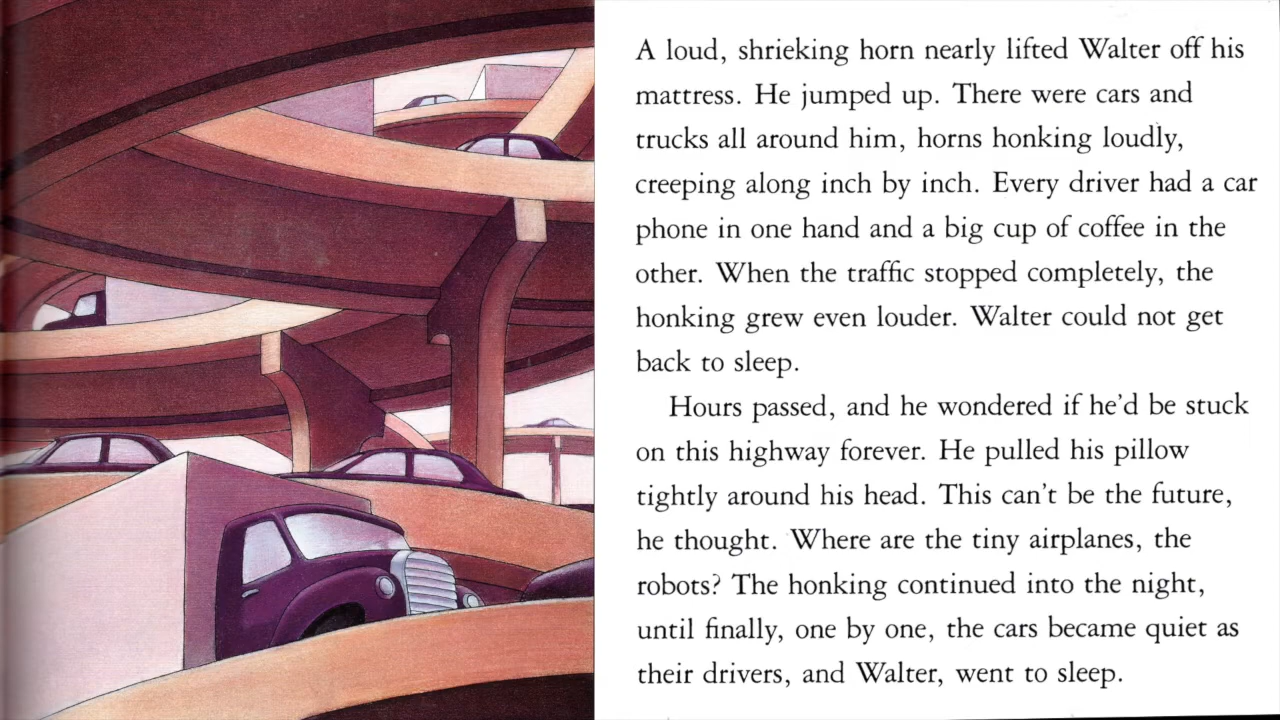 A loud, shrieking horn nearly lifted Walter off his
mattress. He jumped up. There were cars and
trucks all around him, horns honking loudly,
creeping along inch by inch. Every driver had a car
phone in one hand and a big cup of coffee in the
other. When the traffic stopped completely, the
honking grew even louder. Walter could not get
back to sleep.
Hours passed, and he wondered if he'd be stuck
on this highway forever. He pulled his pillow
tightly around his head. This can't be the future,
he thought. Where are the tiny airplanes, the
robots? The honking continued into the night,
until finally, one by one, the cars became quiet as
their drivers, and Walter, went to sleep.